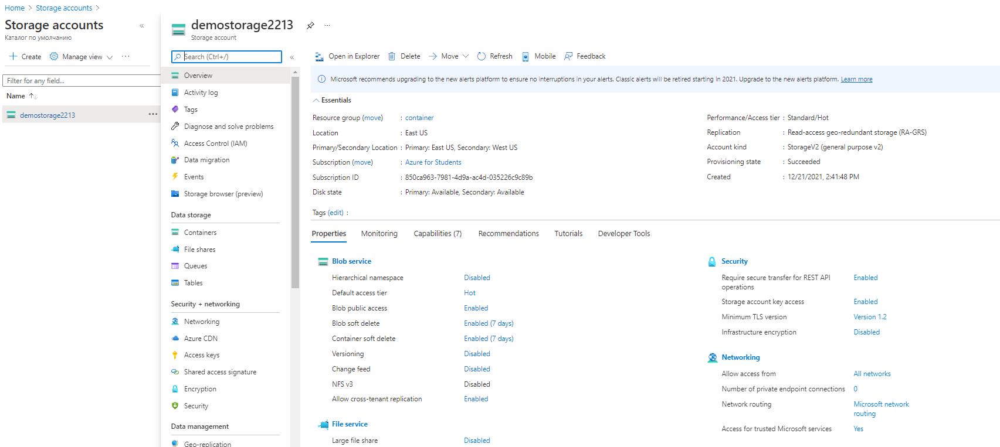 Home > Storage accounts >
Storage accounts «
Каталог по умолчанию
Create Manage view ···
Filter for any field...
Name ↑↓
demostorage2213 ···
demostorage2213 ···
Storage account
Search (Ctrl+/) «
Overview
Activity log
Tags
Diagnose and solve problems
Access Control (IAM)
Data migration
Events
Storage browser (preview)
Data storage
Containers
File shares
Queues
Tables
Security + networking
Networking
Azure CDN
Access keys
Shared access signature
Encryption
Security
Data management
Geo-replication
Open in Explorer Delete Move Refresh Mobile Feedback
Microsoft recommends upgrading to the new alerts platform to ensure no interruptions in your alerts. Classic alerts will be retired starting in 2021. Upgrade to the new alerts platform. Learn more
Essentials
Resource group (move) : container
Location : East US
Primary/Secondary Location : Primary: East US, Secondary: West US
Subscription (move) : Azure for Students
Subscription ID : 850ca963-7981-4d9a-ac4d-035226c9c89b
Disk state : Primary: Available, Secondary: Available
Performance/Access tier : Standard/Hot
Replication : Read-access geo-redundant storage (RA-GRS)
Account kind : StorageV2 (general purpose v2)
Provisioning state : Succeeded
Created : 12/21/2021, 2:41:48 PM
Tags (edit) :
Properties Monitoring Capabilities (7) Recommendations Tutorials Developer Tools
Blob service
Hierarchical namespace Disabled
Default access tier Hot
Blob public access Enabled
Blob soft delete Enabled (7 days)
Container soft delete Enabled (7 days)
Versioning Disabled
Change feed Disabled
NFS v3 Disabled
Allow cross-tenant replication Enabled
File service
Large file share Disabled
Security
Require secure transfer for REST API Enabled
operations
Storage account key access Enabled
Minimum TLS version Version 1.2
Infrastructure encryption Disabled
Networking
Allow access from All networks
Number of private endpoint connections 0
Network routing Microsoft network
routing
Access for trusted Microsoft services Yes